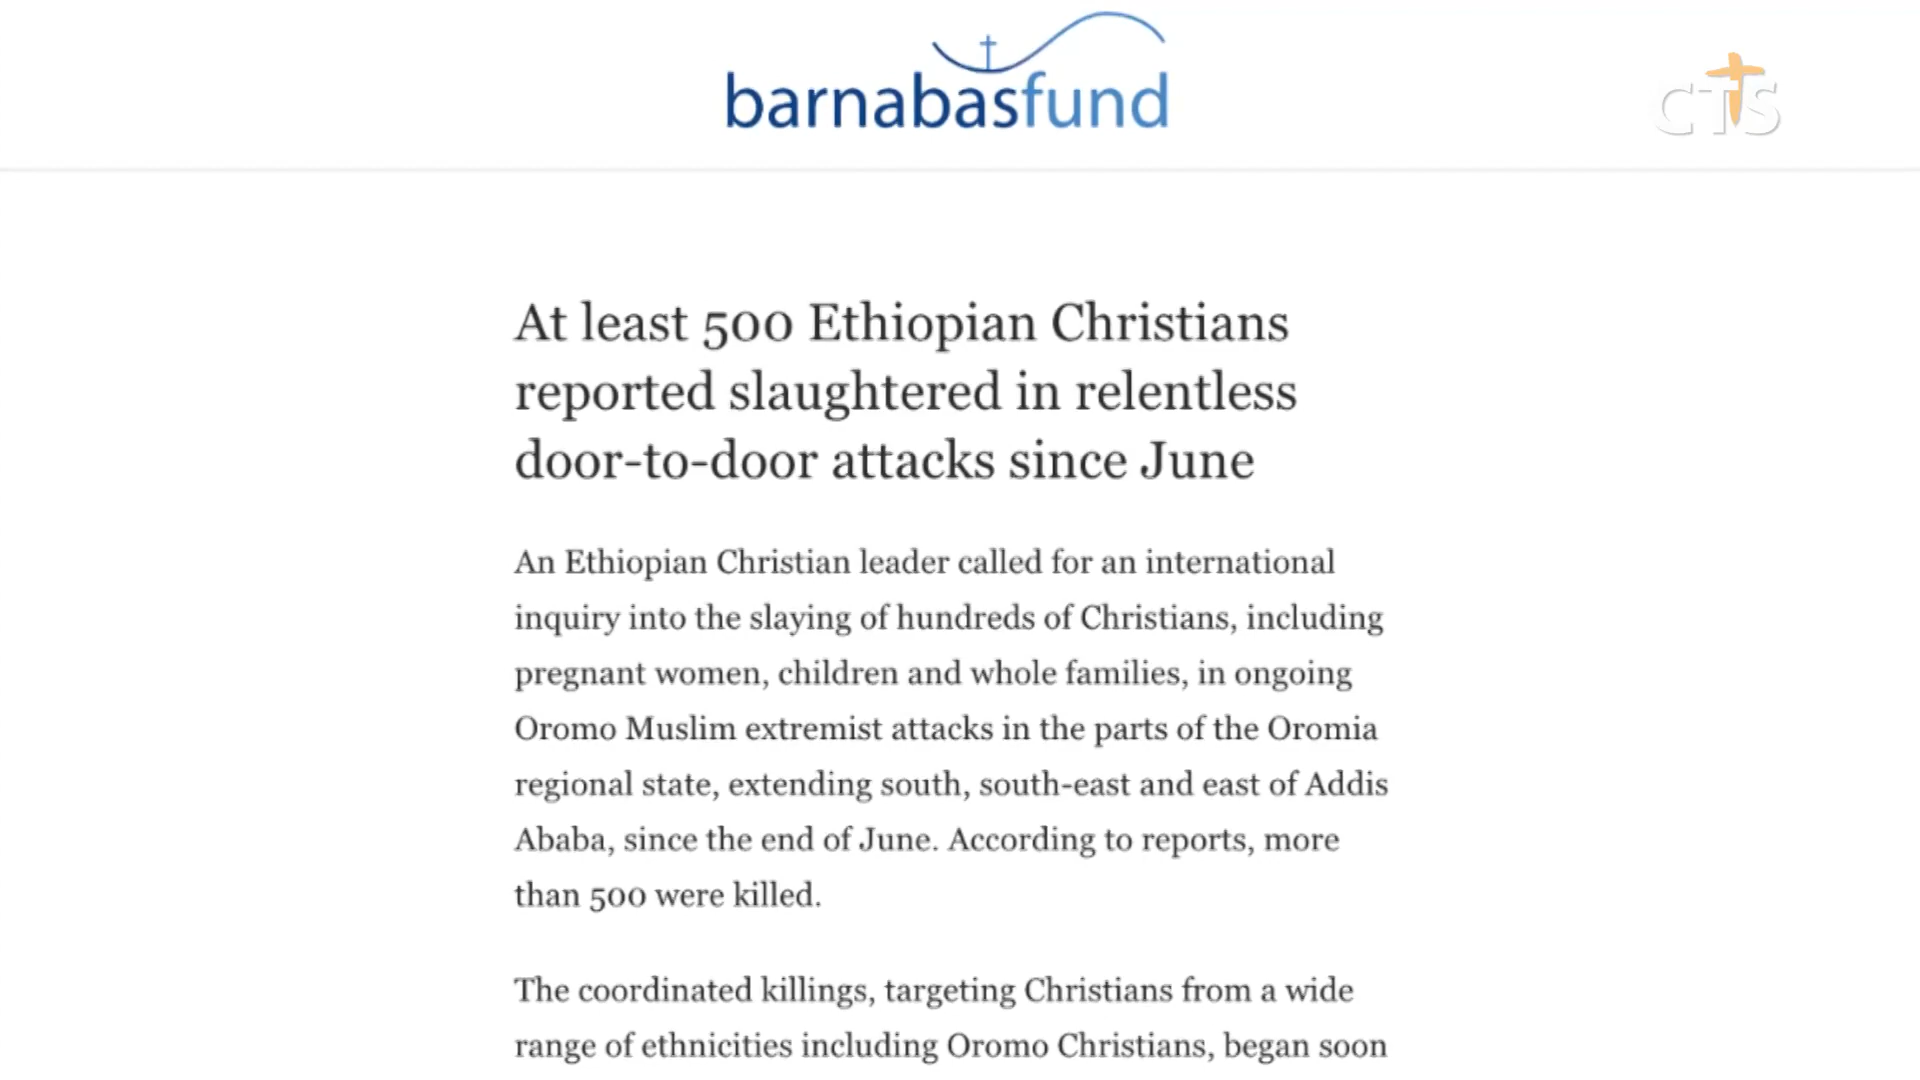 barnabasfund
CTS
At least 500 Ethiopian Christians
reported slaughtered in relentless
door-to-door attacks since June
An Ethiopian Christian leader called for an international
inquiry into the slaying of hundreds of Christians, including
pregnant women, children and whole families, in ongoing
Oromo Muslim extremist attacks in the parts of the Oromia
regional state, extending south, south-east and east of Addis
Ababa, since the end of June. According to reports, more
than 500 were killed.
The coordinated killings, targeting Christians from a wide
range of ethnicities including Oromo Christians, began soon